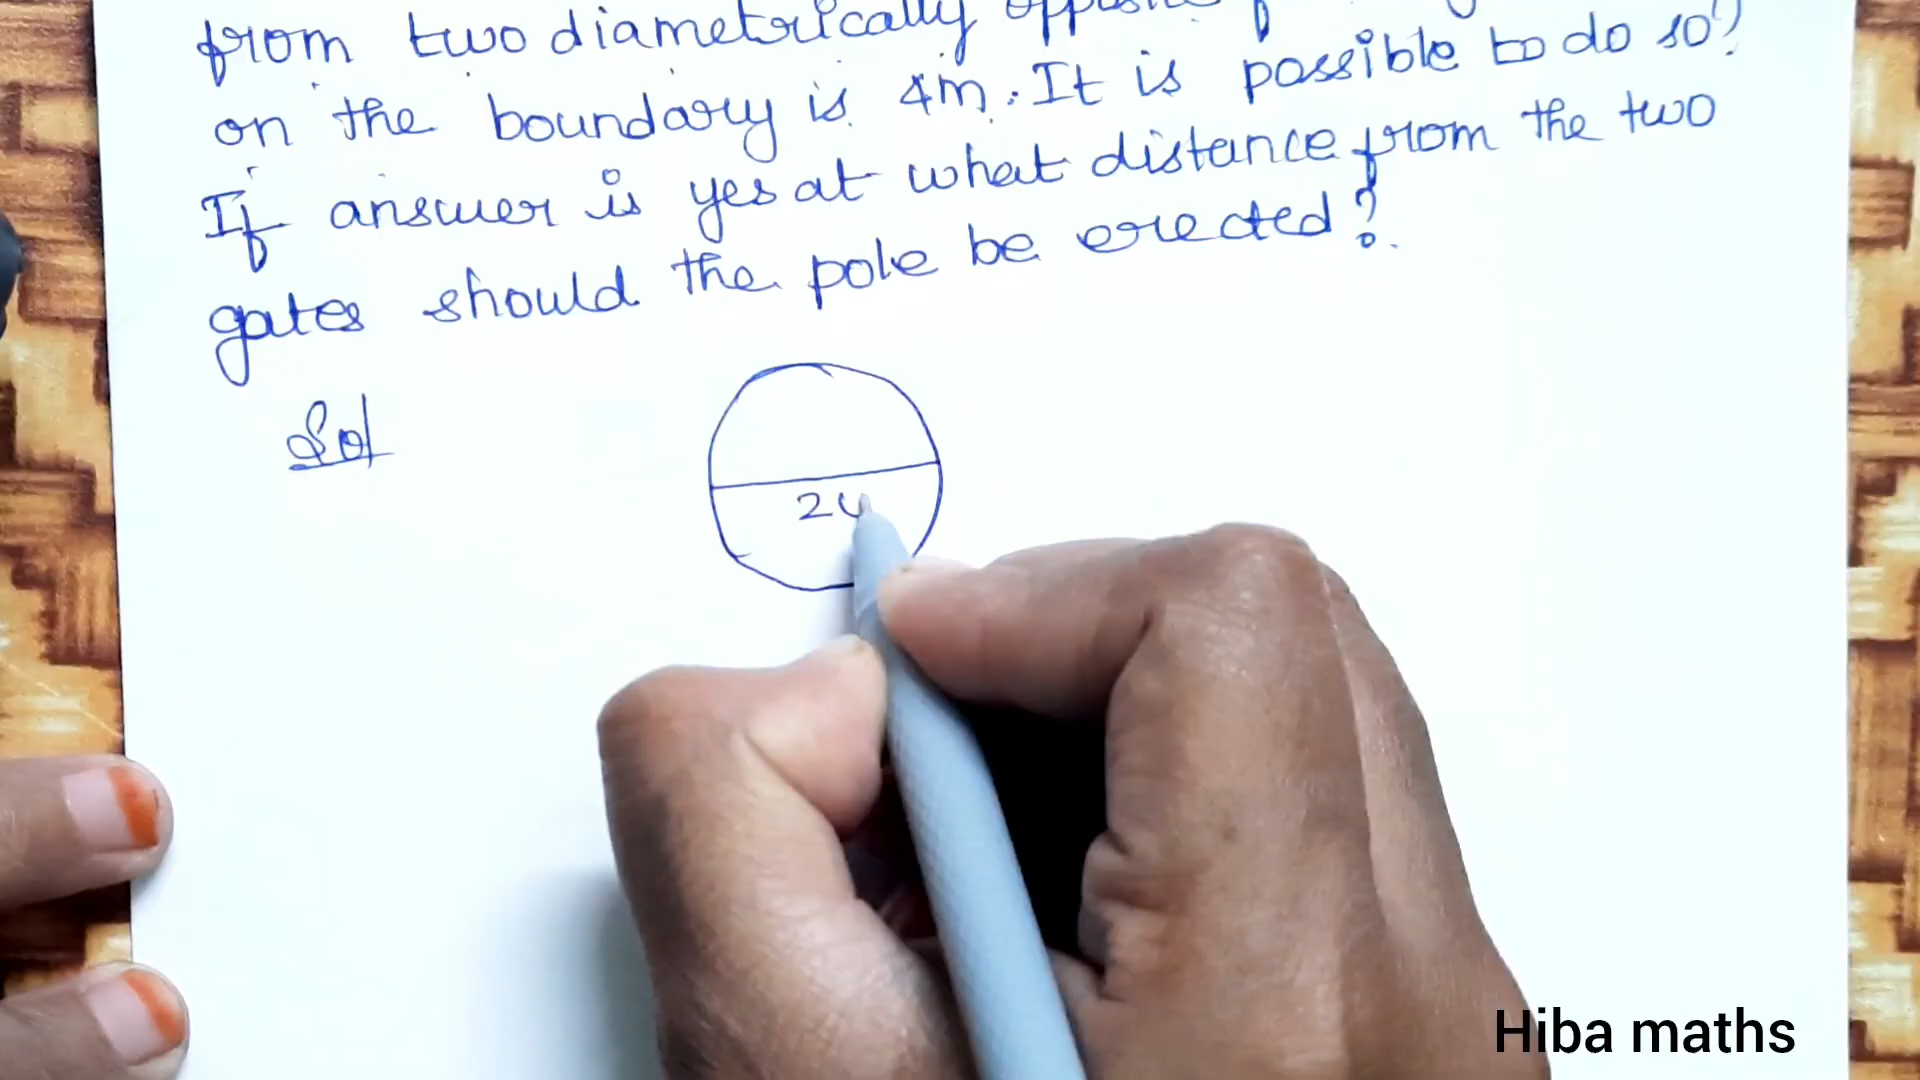 from two diametrically
on the boundary is 4m. It is possible to do so?
If answer is yes at what distance from the two
gates should the pole be erected?
Sol
24
Hiba maths